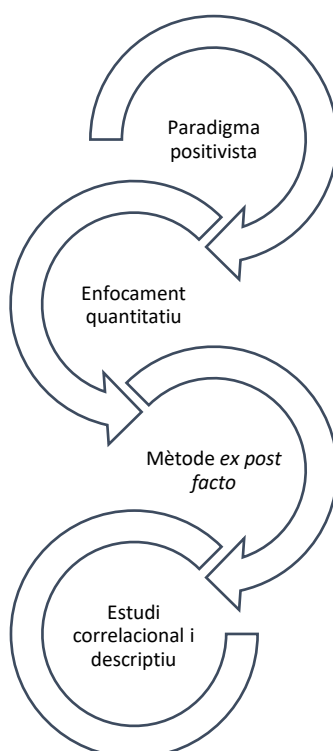 Paradigma
positivista
Enfocament
quantitatiu
Mètode ex post
facto
Estudi
correlacional i
descriptiu